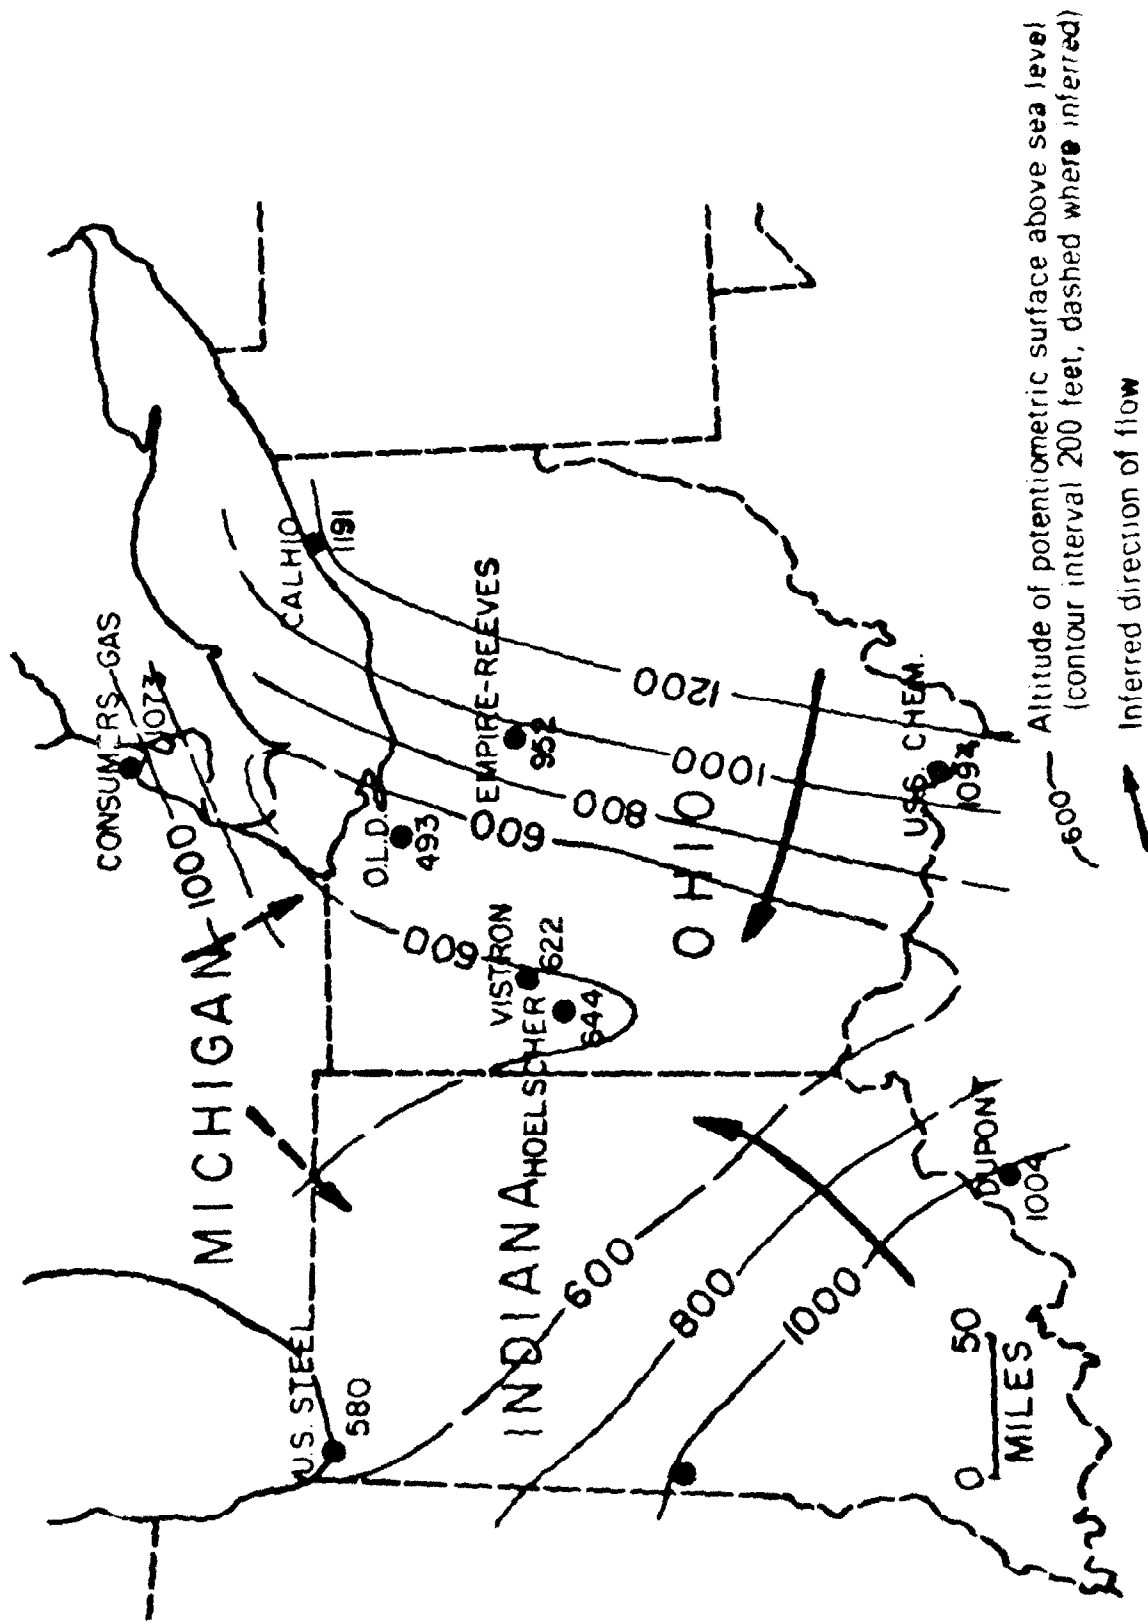 CONSUMERS-GAS
1073
1000
MICHIGAN
CALHIO
1191
U.S. STEEL
580
O.L.D.
493
600
VISTRON
622
HOELSCHER
644
EMPIRE-REEVES
952
INDIANA
OHIO
600
800
1000
1200
600
800
1000
USS. CHEM.
1094
DUPONT
1004
0 50
MILES
600 Altitude of potentiometric surface above sea level
(contour interval 200 feet, dashed where inferred)
Inferred direction of flow